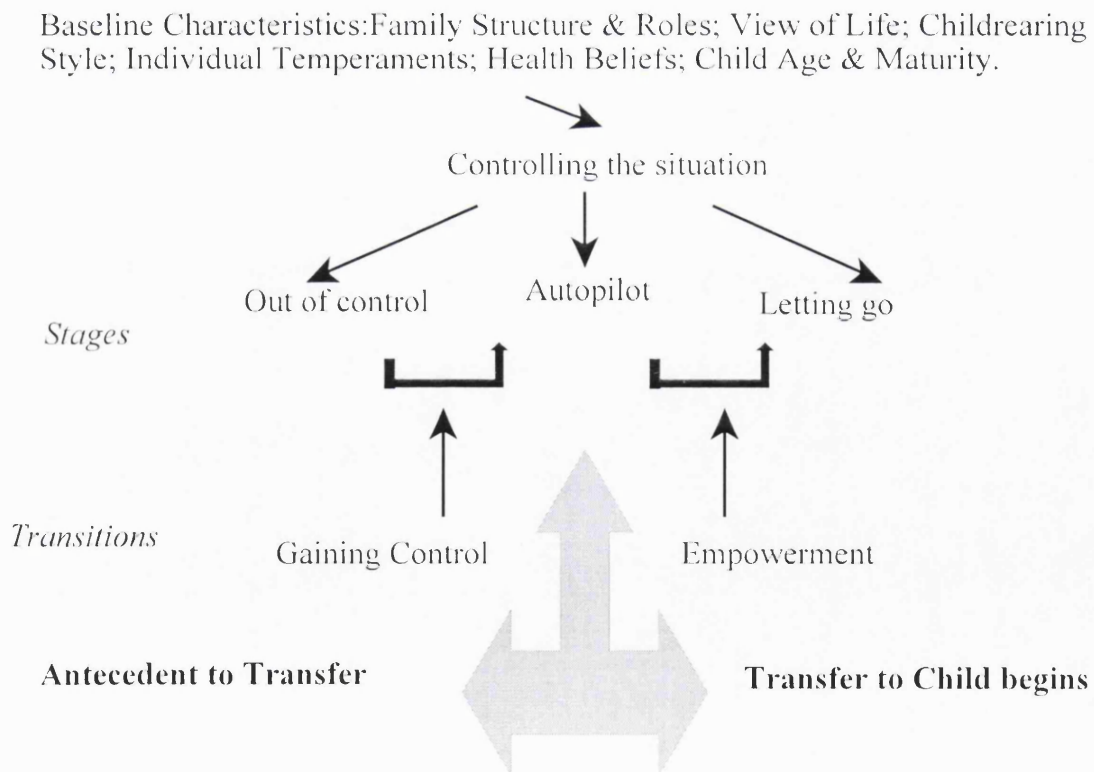 Baseline Characteristics:Family Structure & Roles; View of Life; Childrearing
Style; Individual Temperaments; Health Beliefs; Child Age & Maturity.
Controlling the situation
Out of control
Autopilot
Letting go
Stages
Transitions
Gaining Control
Empowerment
Antecedent to Transfer
Transfer to Child begins